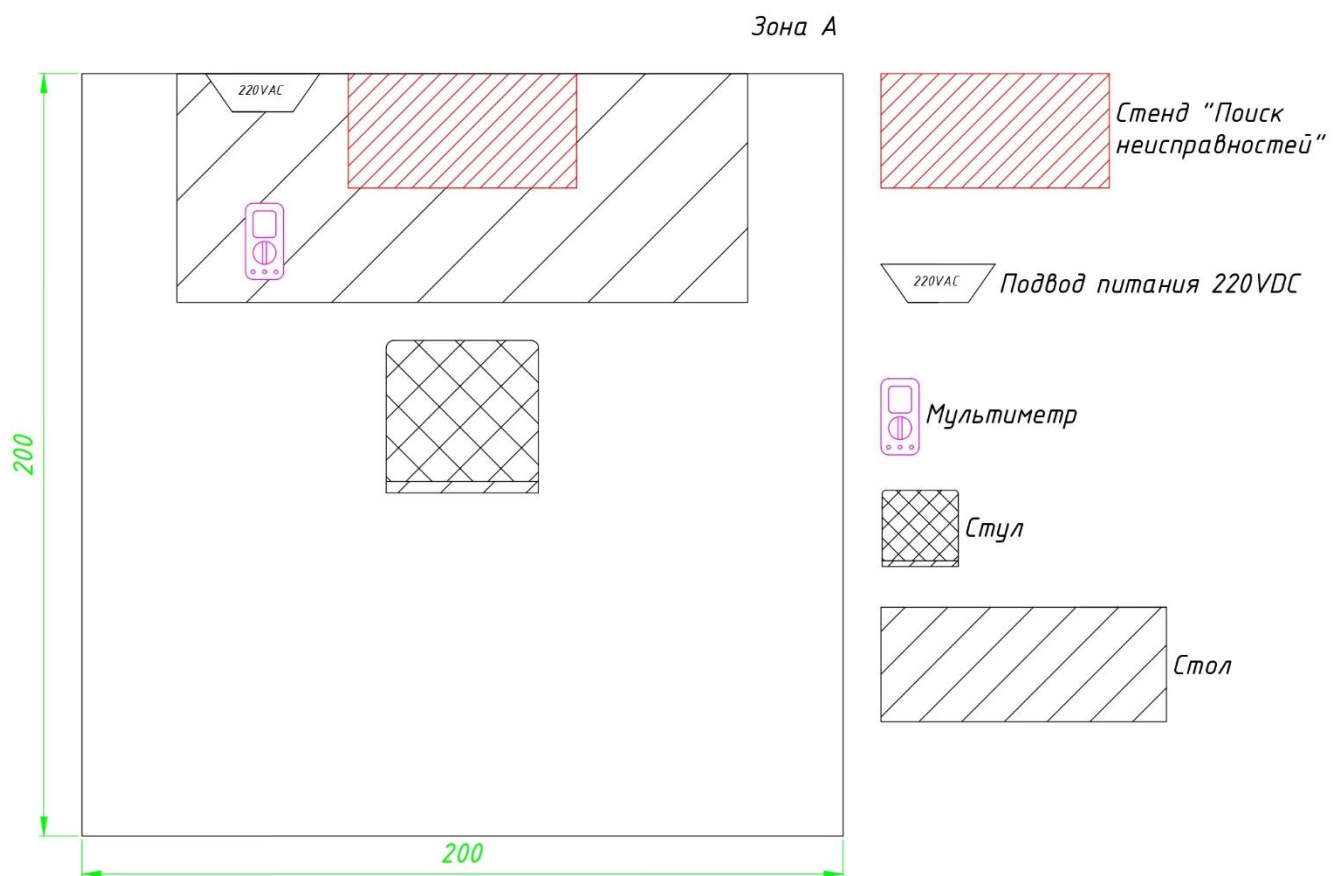 Зона А
220VAC
Стенд "Поиск
неисправностей"
220VAC
Подвод питания 220VDC
Мультиметр
Стул
Стол
200
200